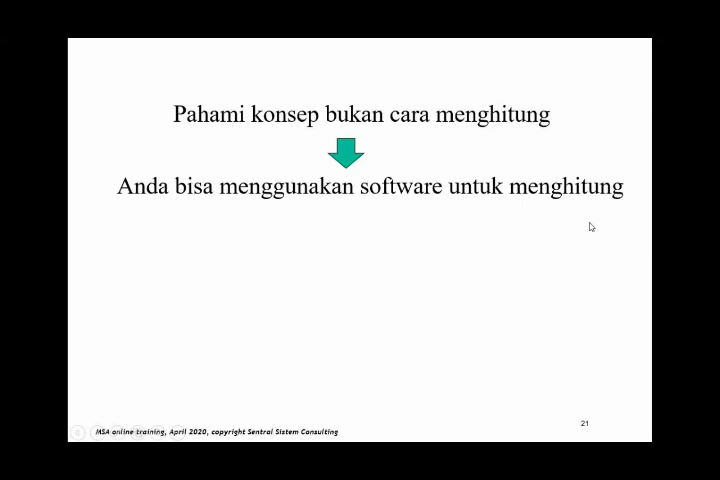 Pahami konsep bukan cara menghitung
Anda bisa menggunakan software untuk menghitung
21
MSA online training, April 2020, copyright Sentral Sistem Consulting